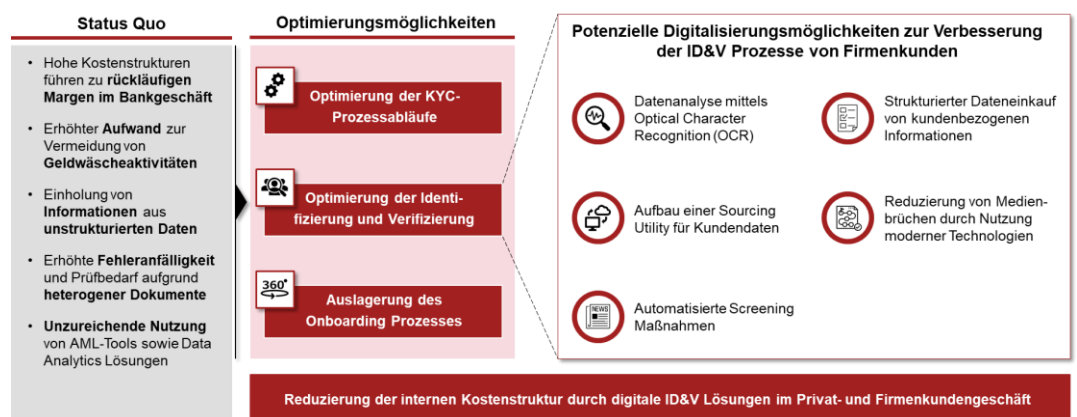 Status Quo
• Hohe Kostenstrukturen
führen zu rückläufigen
Margen im Bankgeschäft
• Erhöhter Aufwand zur
Vermeidung von
Geldwäscheaktivitäten
• Einholung von
Informationen aus
unstrukturierten Daten
• Erhöhte Fehleranfälligkeit
und Prüfbedarf aufgrund
heterogener Dokumente
• Unzureichende Nutzung
von AML-Tools sowie Data
Analytics Lösungen
Optimierungsmöglichkeiten
Optimierung der KYC-
Prozessabläufe
Optimierung der Identi-
fizierung und Verifizierung
360°
Auslagerung des
Onboarding Prozesses
Potenzielle Digitalisierungsmöglichkeiten zur Verbesserung
der ID&V Prozesse von Firmenkunden
Datenanalyse mittels
Optical Character
Recognition (OCR)
Strukturierter Dateneinkauf
von kundenbezogenen
Informationen
Aufbau einer Sourcing
Utility für Kundendaten
Reduzierung von Medien-
brüchen durch Nutzung
moderner Technologien
NEWS
Automatisierte Screening
Maßnahmen
Reduzierung der internen Kostenstruktur durch digitale ID&V Lösungen im Privat- und Firmenkundengeschäft